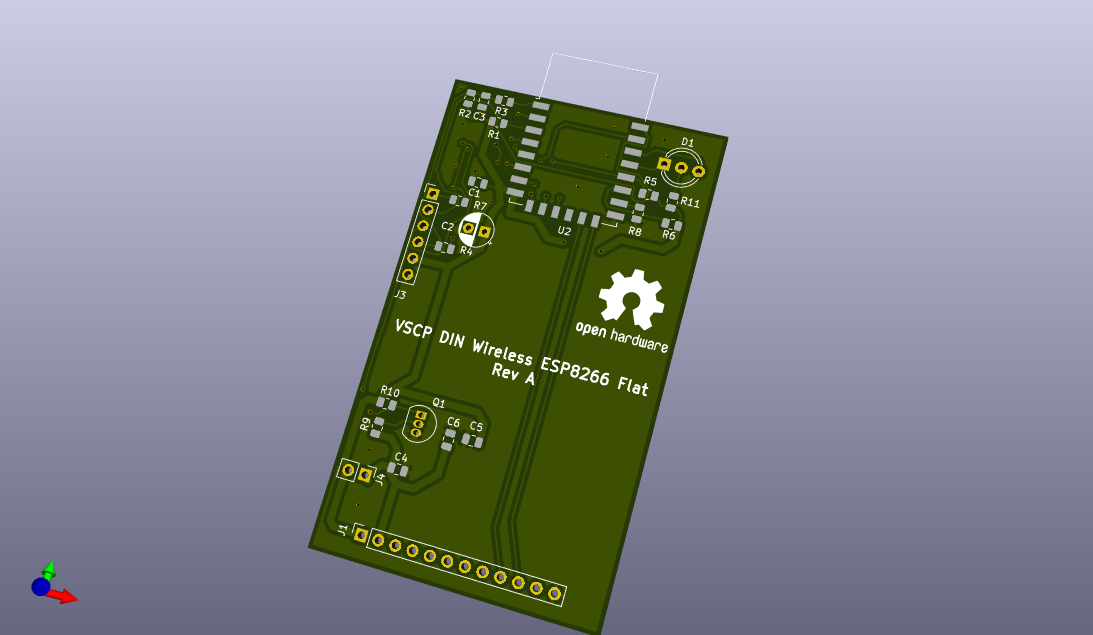 R2
C3
R3
R1
D1
C1
R7
R5
R11
C2
R4
+
U2
R8
R6
J3
open hardware
VSCP DIN Wireless ESP8266 Flat
Rev A
R10
Q1
R9
C6
C5
C4
J4
J1